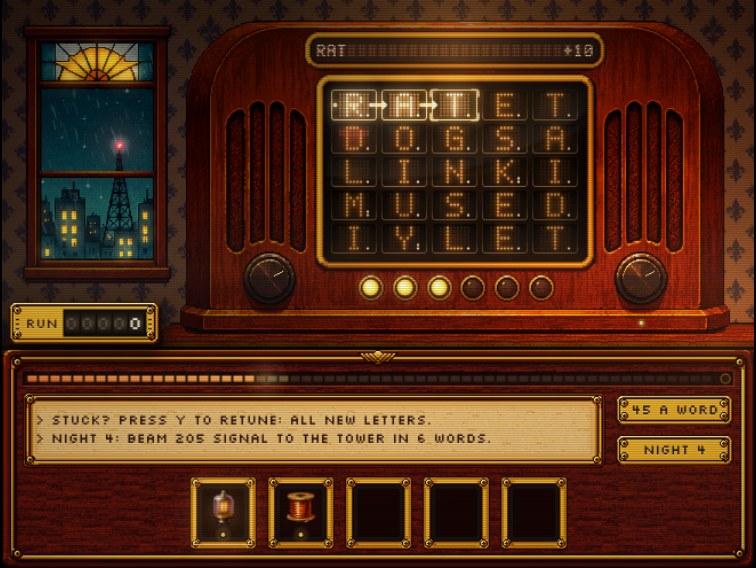 RAT +10
R A T E T
D O G S A
L I N K I
M U S E D
I Y L E T
RUN 00000
45 A WORD
> STUCK? PRESS Y TO RETUNE: ALL NEW LETTERS.
> NIGHT 4: BEAM 205 SIGNAL TO THE TOWER IN 6 WORDS.
NIGHT 4